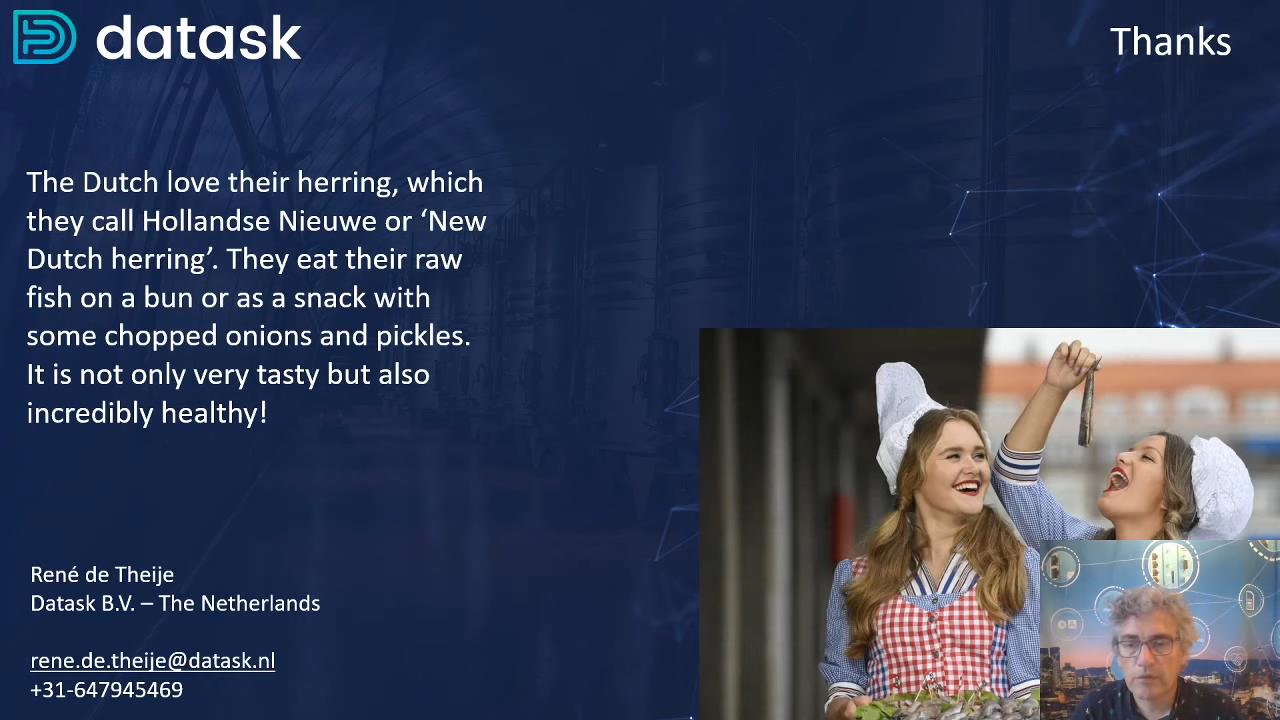 datask
Thanks
The Dutch love their herring, which
they call Hollandse Nieuwe or ‘New
Dutch herring’. They eat their raw
fish on a bun or as a snack with
some chopped onions and pickles.
It is not only very tasty but also
incredibly healthy!
René de Theije
Datask B.V. – The Netherlands
rene.de.theije@datask.nl
+31-647945469